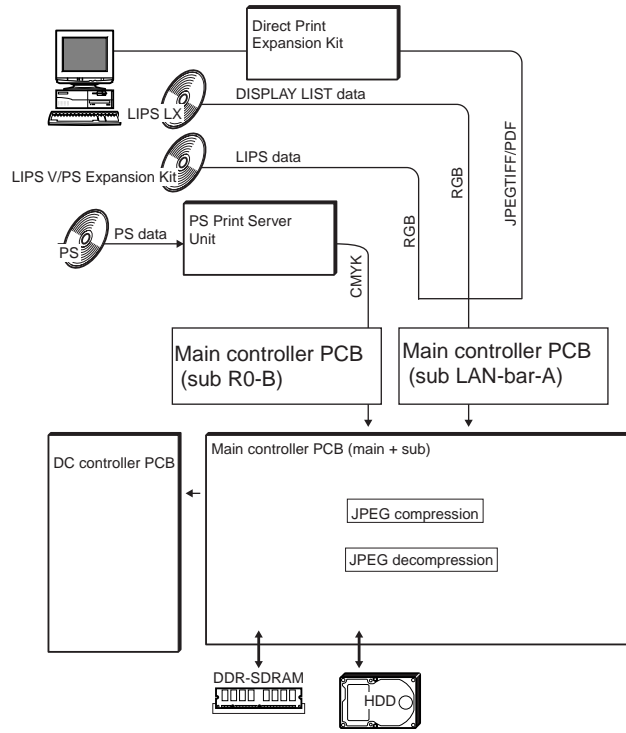 Direct Print
Expansion Kit
DISPLAY LIST data
LIPS LX
LIPS data
LIPS V/PS Expansion Kit
PS Print Server
Unit
PS data
PS
CMYK
RGB
RGB
JPEGTIFF/PDF
Main controller PCB
(sub R0-B)
Main controller PCB
(sub LAN-bar-A)
DC controller PCB
Main controller PCB (main + sub)
JPEG compression
JPEG decompression
DDR-SDRAM
HDD